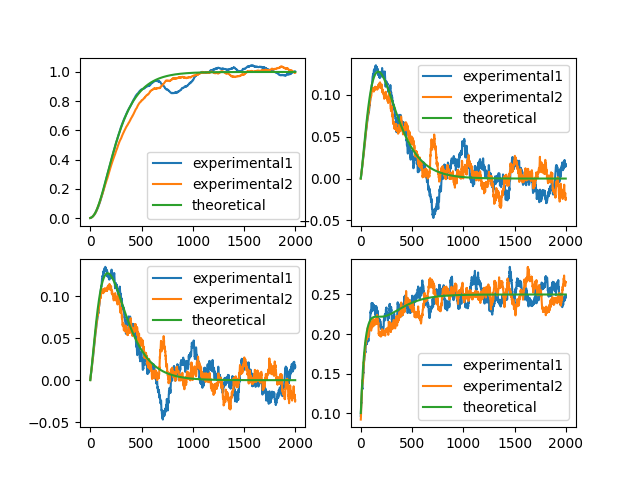 1.0
0.8
0.6
0.4
0.2
0.0
experimental1
experimental2
theoretical
0 500 1000 1500 2000
0.10
0.05
0.00
−0.05
experimental1
experimental2
theoretical
0 500 1000 1500 2000
0.10
0.05
0.00
−0.05
experimental1
experimental2
theoretical
0 500 1000 1500 2000
0.25
0.20
0.15
0.10
experimental1
experimental2
theoretical
0 500 1000 1500 2000